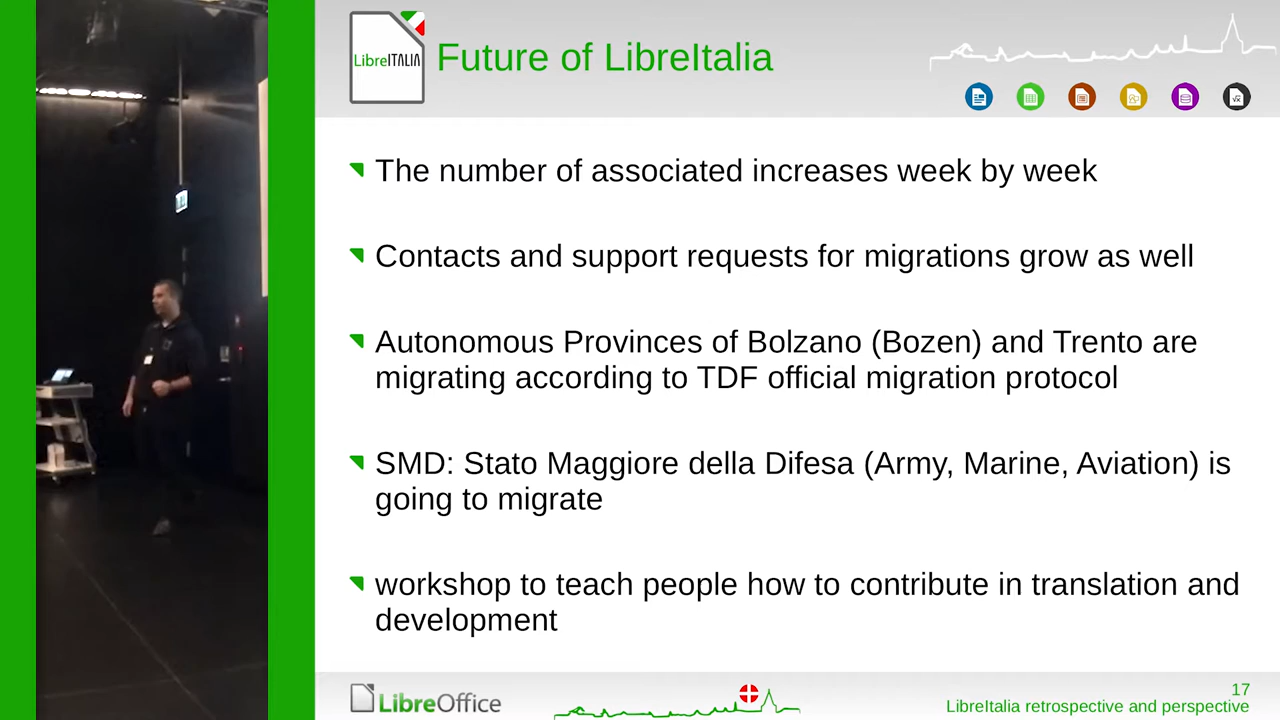 LibreITALIA
Future of LibreItalia
The number of associated increases week by week
Contacts and support requests for migrations grow as well
Autonomous Provinces of Bolzano (Bozen) and Trento are
migrating according to TDF official migration protocol
SMD: Stato Maggiore della Difesa (Army, Marine, Aviation) is
going to migrate
workshop to teach people how to contribute in translation and
development
LibreOffice
17
LibreItalia retrospective and perspective